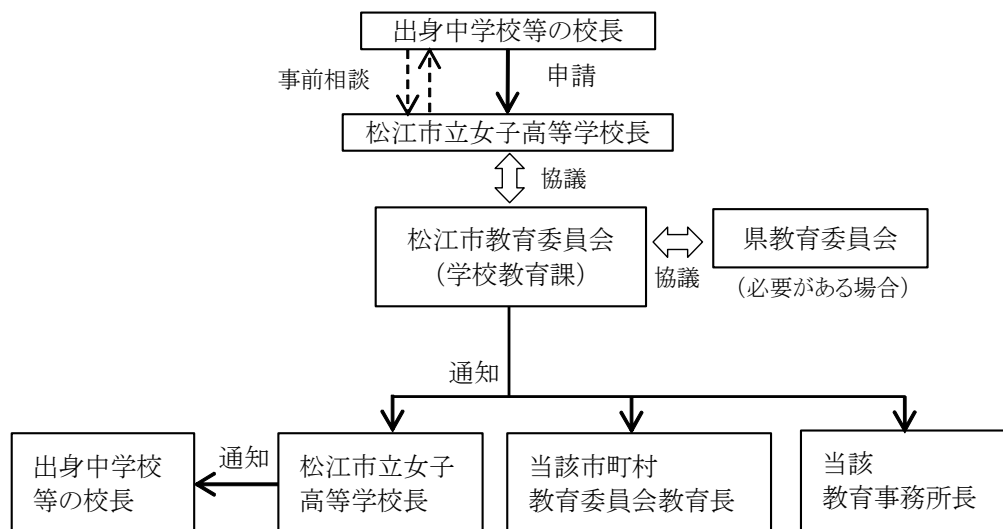 出身中学校等の校長
事前相談
申請
松江市立女子高等学校長
協議
松江市教育委員会
（学校教育課）
協議
県教育委員会
（必要がある場合）
通知
出身中学校
等の校長
通知
松江市立女子
高等学校長
当該市町村
教育委員会教育長
当該
教育事務所長